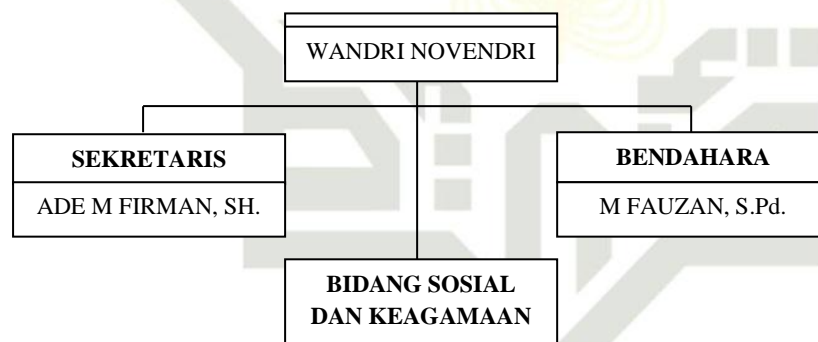 WANDRI NOVENDRI
SEKRETARIS
ADE M FIRMAN, SH.
BENDAHARA
M FAUZAN, S.Pd.
BIDANG SOSIAL
DAN KEAGAMAAN